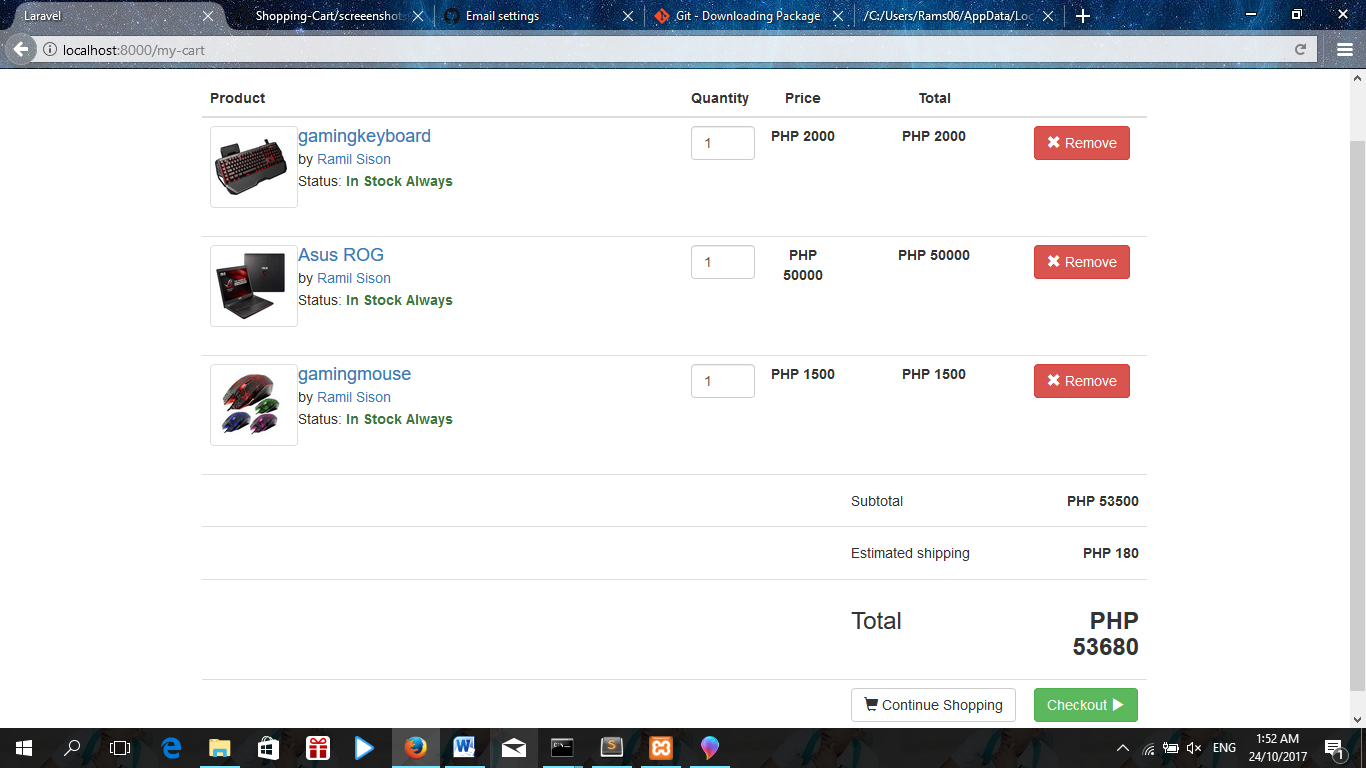 Laravel
Shopping-Cart/screeenshots
Email settings
Git - Downloading Package
/C:/Users/Rams06/AppData/Loc
localhost:8000/my-cart
Product Quantity Price Total
gamingkeyboard 1 PHP 2000 PHP 2000 Remove
by Ramil Sison
Status: In Stock Always
Asus ROG 1 PHP 50000 PHP 50000 Remove
by Ramil Sison
Status: In Stock Always
gamingmouse 1 PHP 1500 PHP 1500 Remove
by Ramil Sison
Status: In Stock Always
Subtotal PHP 53500
Estimated shipping PHP 180
Total PHP
53680
Continue Shopping Checkout
ENG
1:52 AM
24/10/2017
1